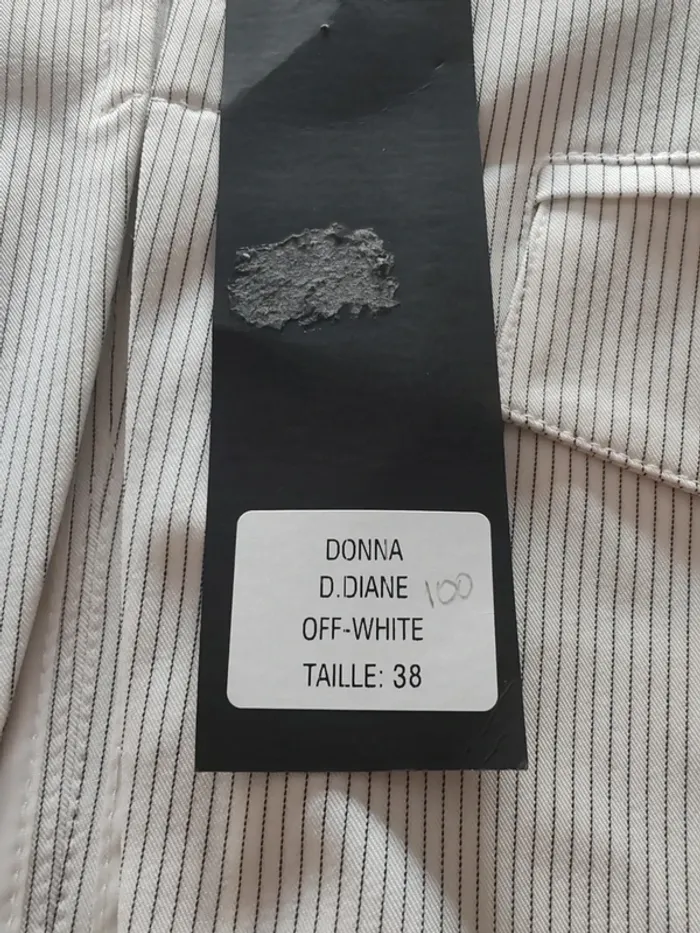 DONNA
D.DIANE 100
OFF-WHITE
TAILLE: 38